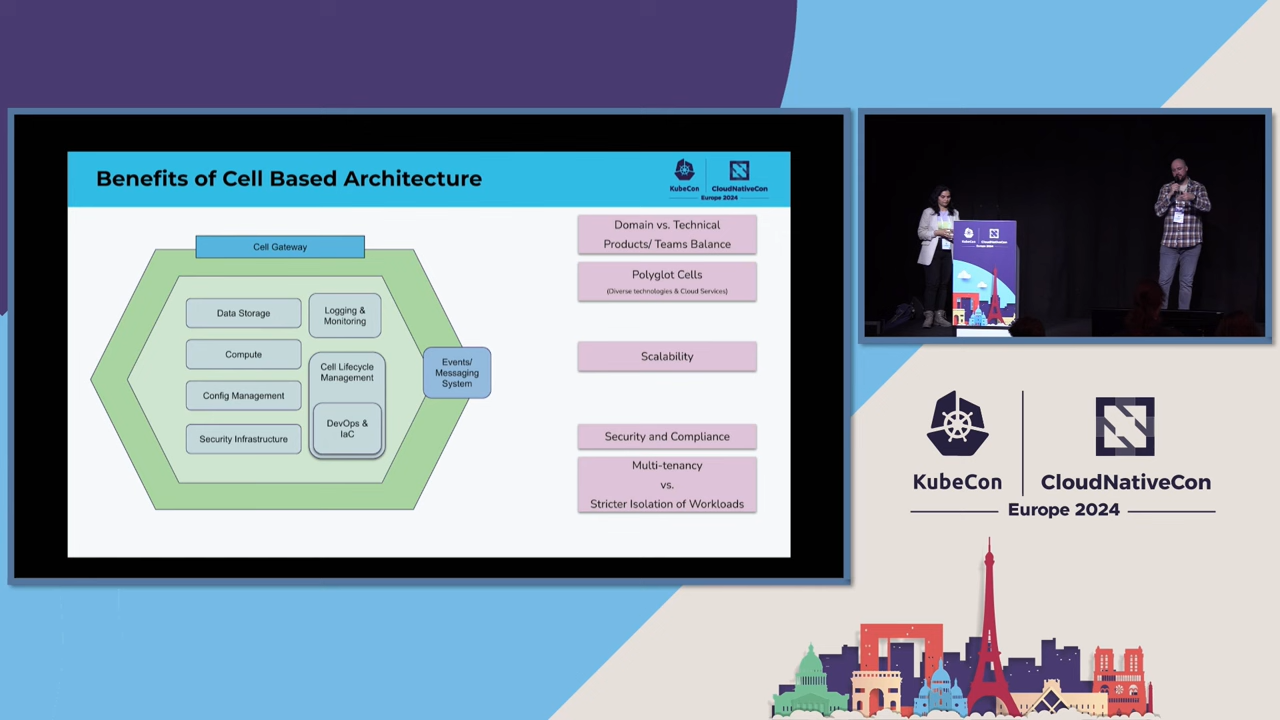 Benefits of Cell Based Architecture
KubeCon
CloudNativeCon
Europe 2024
Cell Gateway
Data Storage
Compute
Config Management
Security Infrastructure
Logging &
Monitoring
Cell Lifecycle
Management
DevOps &
IaC
Events/
Messaging
System
Domain vs. Technical
Products/ Teams Balance
Polyglot Cells
(Diverse technologies & Cloud Services)
Scalability
Security and Compliance
Multi-tenancy
vs.
Stricter Isolation of Workloads
KubeCon
CloudNativeCon
Europe 2024